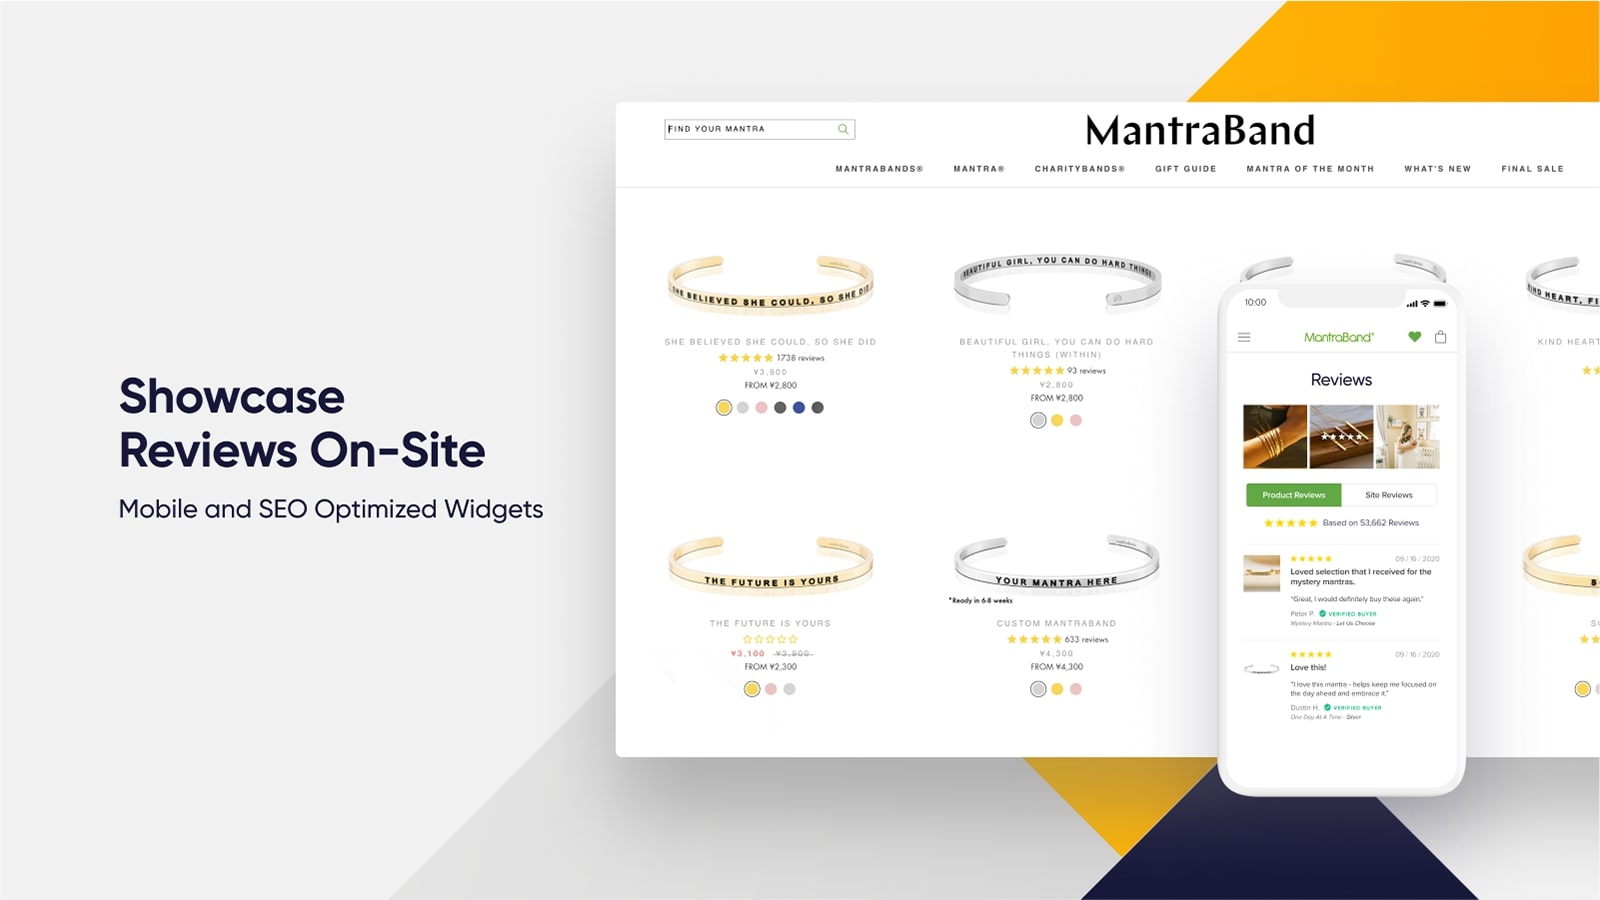 Showcase
Reviews On-Site
Mobile and SEO Optimized Widgets
FIND YOUR MANTRA
MantraBand
MANTRABANDS® MANTRA® CHARITYBANDS® GIFT GUIDE MANTRA OF THE MONTH WHAT'S NEW FINAL SALE
SHE BELIEVED SHE COULD, SO SHE DID
SHE BELIEVED SHE COULD, SO SHE DID
1738 reviews
¥3,900
FROM ¥2,800
BEAUTIFUL GIRL, YOU CAN DO HARD THINGS
BEAUTIFUL GIRL, YOU CAN DO HARD
THINGS (WITHIN)
93 reviews
¥2,800
FROM ¥2,800
KIND HEART, FI
KIND HEART
THE FUTURE IS YOURS
THE FUTURE IS YOURS
¥3,100 ¥3,900
FROM ¥2,300
YOUR MANTRA HERE
*Ready in 6-8 weeks
CUSTOM MANTRABAND
633 reviews
¥4,300
FROM ¥4,300
S
SO
10:00
MantraBand®
Reviews
Product Reviews Site Reviews
Based on 53,662 Reviews
09 / 16 / 2020
Loved selection that I received for the
mystery mantras.
"Great, I would definitely buy these again."
Peter P. VERIFIED BUYER
Mystery Mantra - Let Us Choose
09 / 16 / 2020
Love this!
"I love this mantra - helps keep me focused on
the day ahead and embrace it."
Dustin H. VERIFIED BUYER
One Day At A Time - Silver